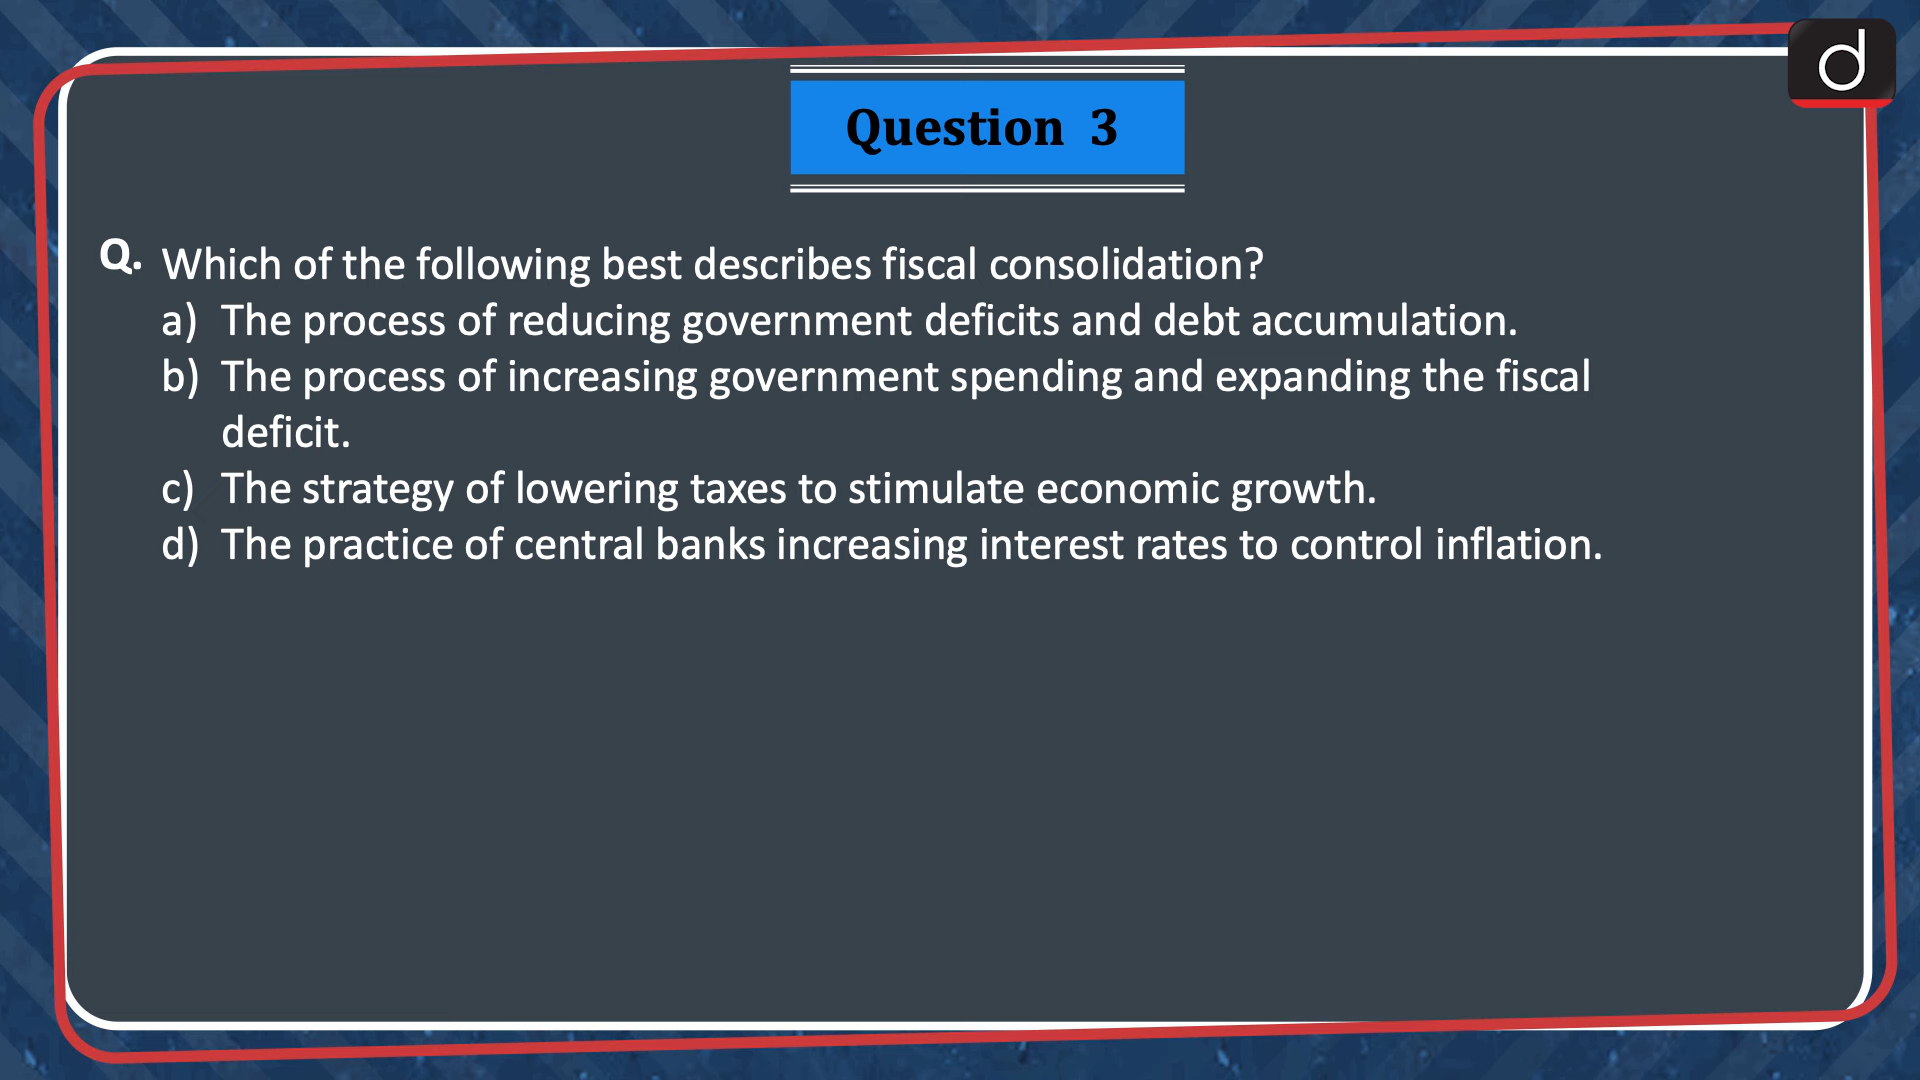 Question 3
Q. Which of the following best describes fiscal consolidation?
a) The process of reducing government deficits and debt accumulation.
b) The process of increasing government spending and expanding the fiscal
deficit.
c) The strategy of lowering taxes to stimulate economic growth.
d) The practice of central banks increasing interest rates to control inflation.